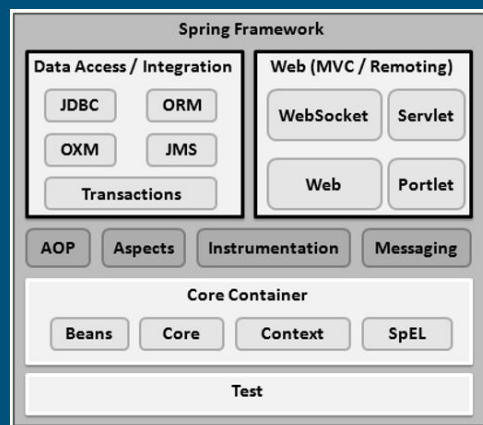 Spring Framework
Data Access / Integration
JDBC ORM
OXM JMS
Transactions
Web (MVC / Remoting)
WebSocket Servlet
Web Portlet
AOP Aspects Instrumentation Messaging
Core Container
Beans Core Context SpEL
Test